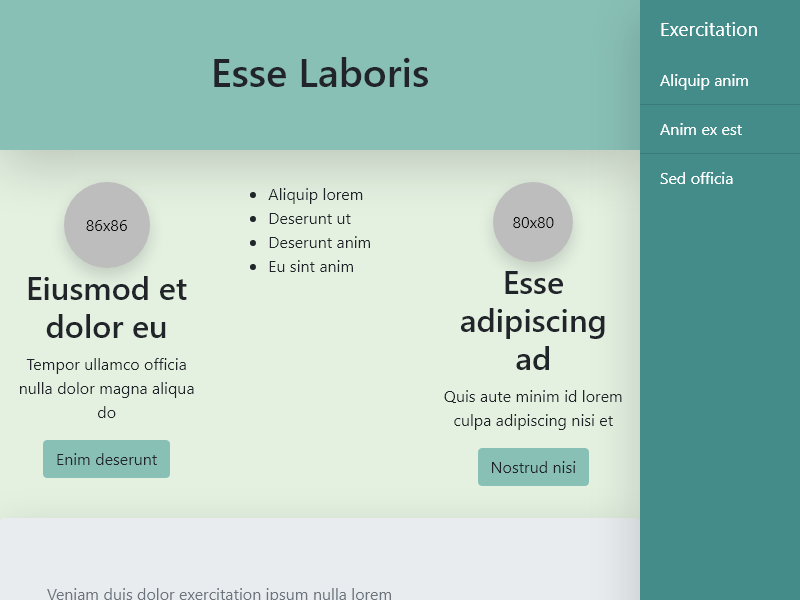 Esse Laboris
86x86
Eiusmod et
dolor eu
Tempor ullamco officia
nulla dolor magna aliqua
do
Enim deserunt
Aliquip lorem
Deserunt ut
Deserunt anim
Eu sint anim
80x80
Esse
adipiscing
ad
Quis aute minim id lorem
culpa adipiscing nisi et
Nostrud nisi
Veniam duis dolor exercitation ipsum nulla lorem
Exercitation
Aliquip anim
Anim ex est
Sed officia